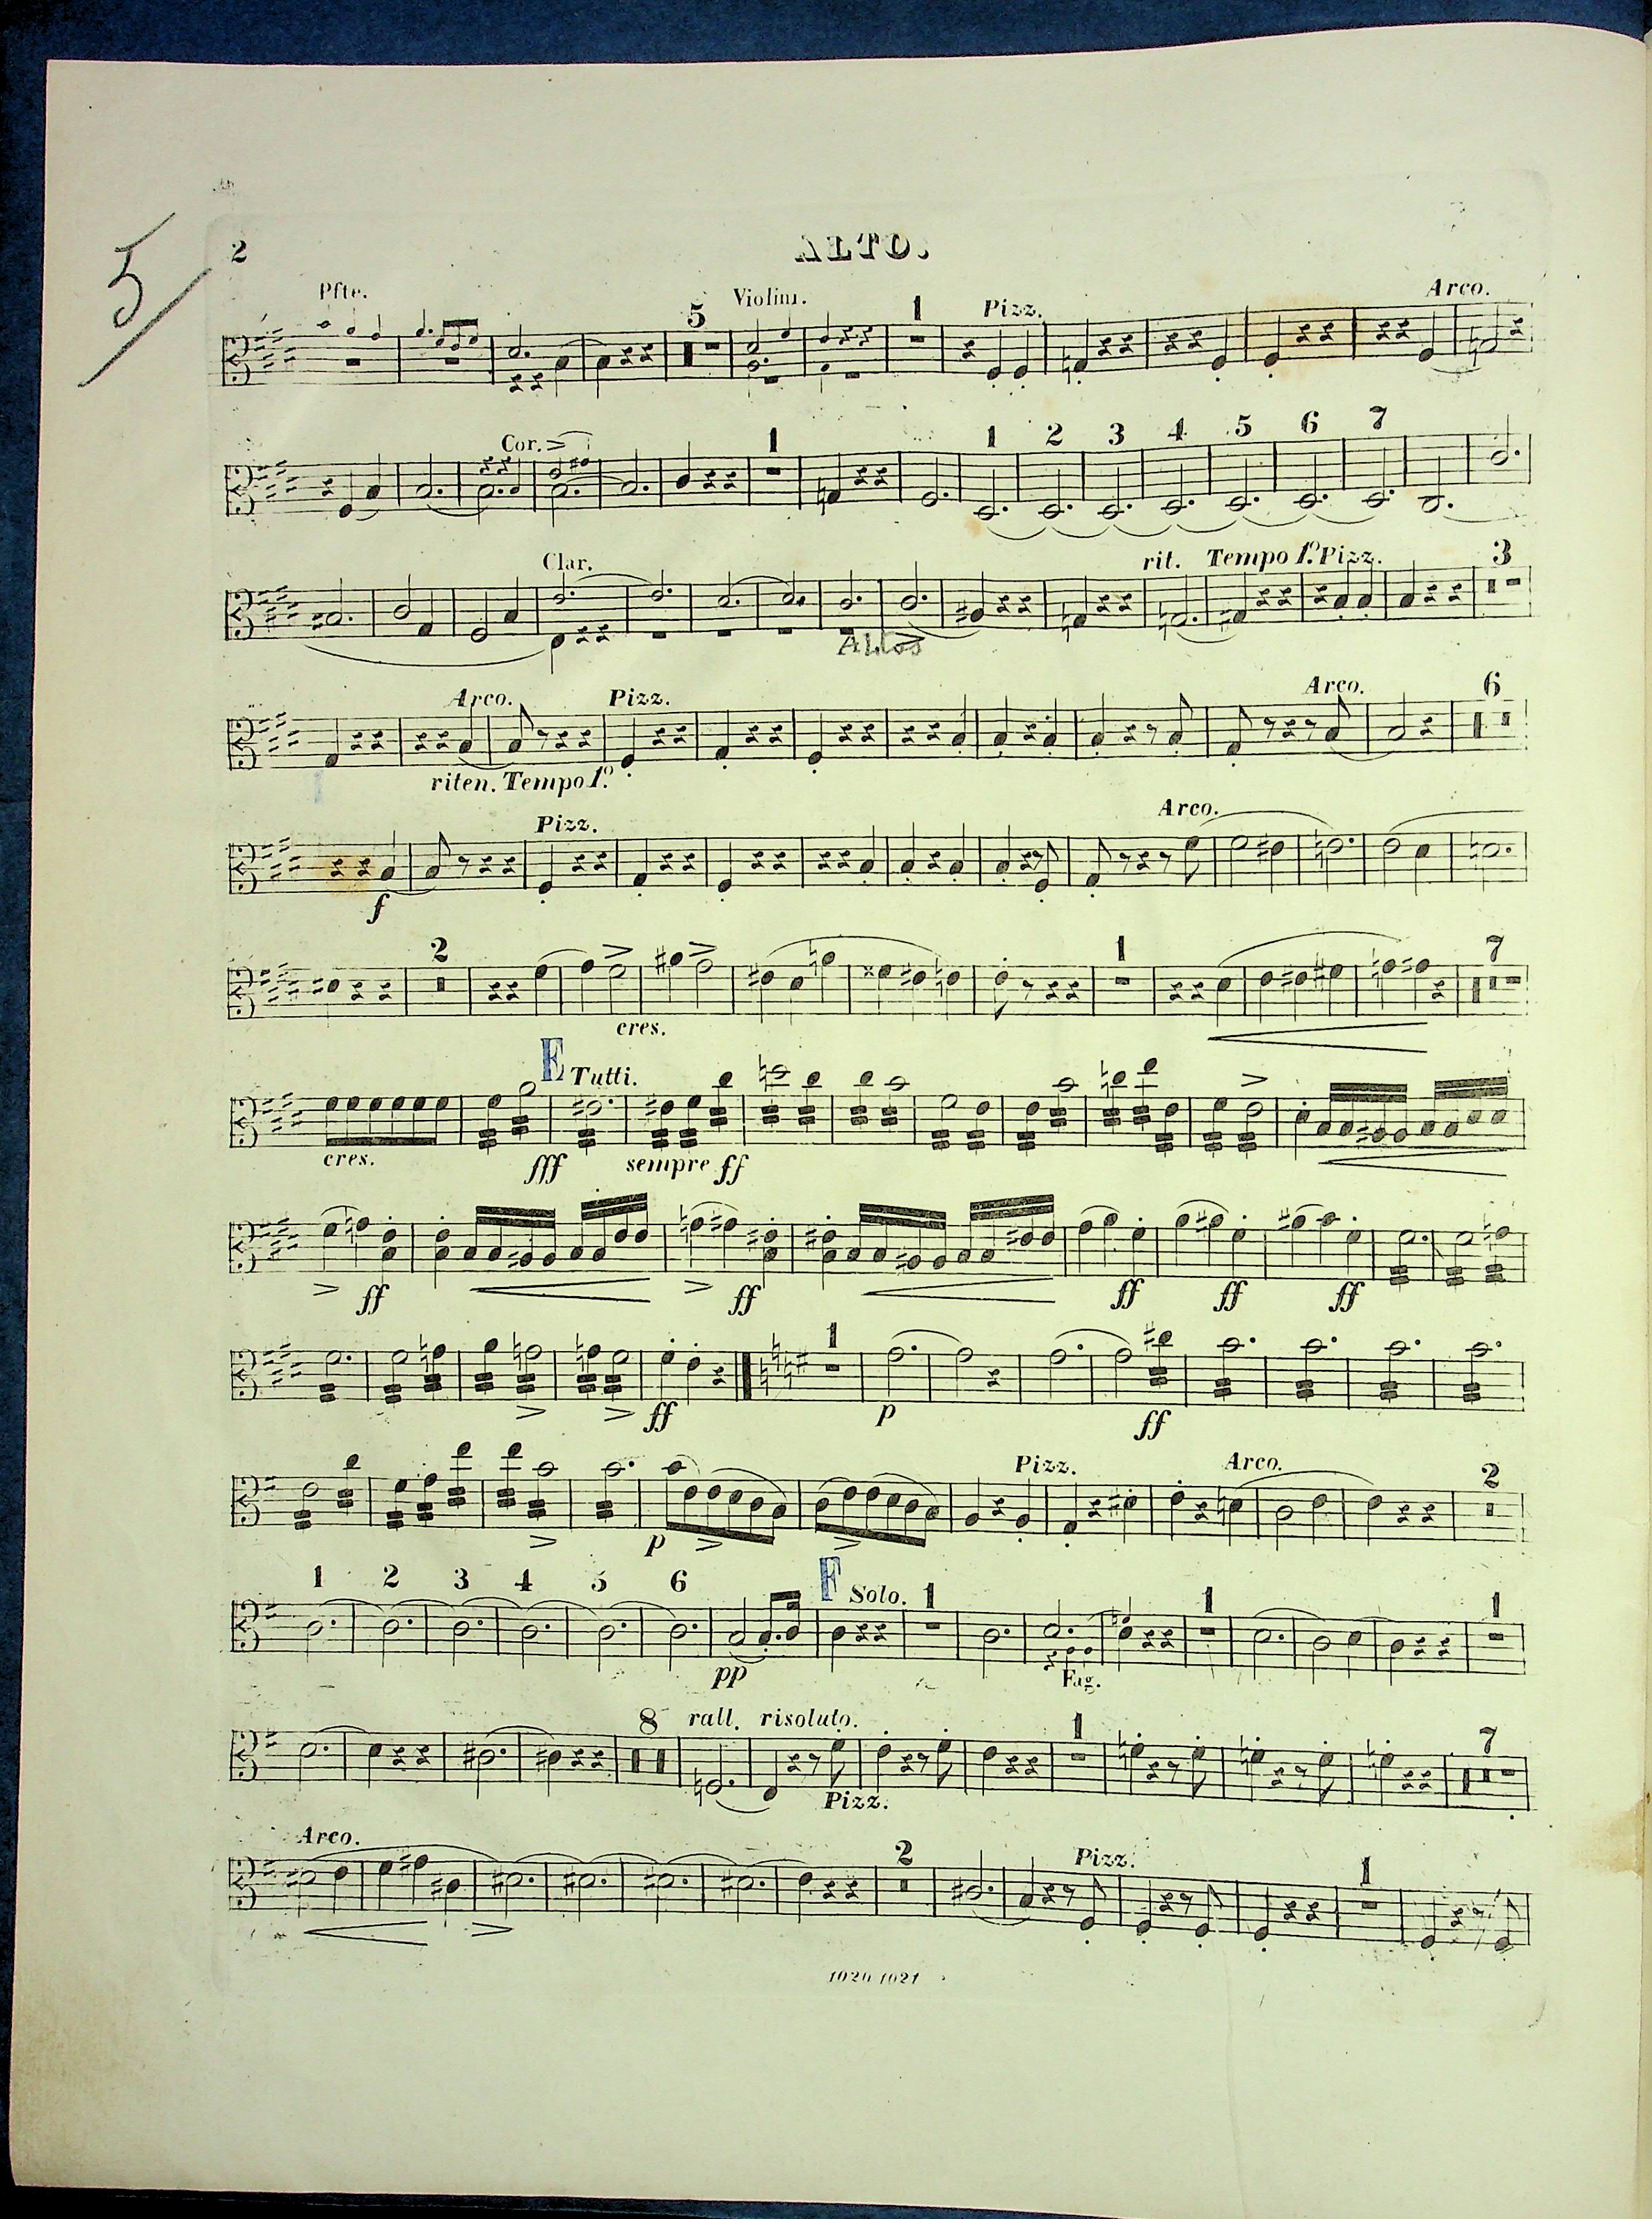 5
2
ALTO.
Pfte.
5
Violini.
1
Pizz.
Arco.
Cor.
1
1 2 3 4 5 6 7
Clar.
rit. Tempo 1º. Pizz.
3
Altos
Arco.
Pizz.
Arco.
6
riten. Tempo 1º.
Pizz.
Arco.
f
2
1
7
cres.
E Tutti.
cres.
fff
sempre ff
ff
ff
ff
ff
ff
1
ff
p
ff
Pizz.
Arco.
2
p
1 2 3 4 5 6
F Solo.
1
1
1
pp
Fag.
8
rall. risoluto.
1
7
Pizz.
Arco.
2
Pizz.
1
1020 1021